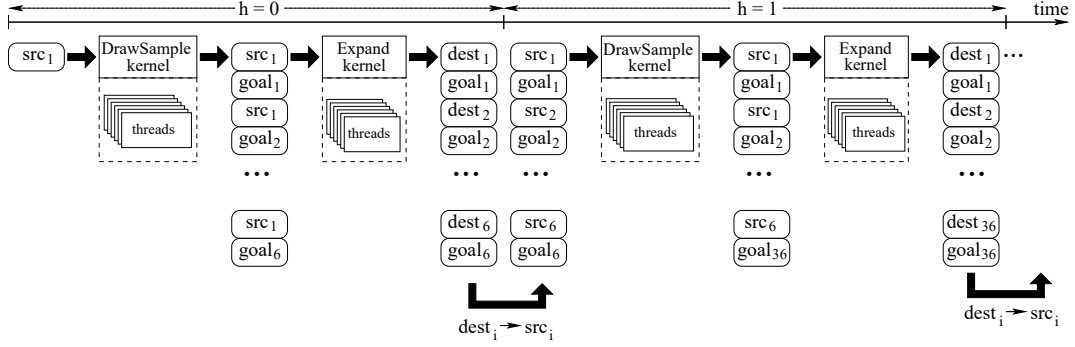 h = 0
h = 1
time
src1
DrawSample
kernel
threads
src1
goal1
src1
goal2
...
src1
goal6
Expand
kernel
threads
dest1
goal1
dest2
goal2
...
dest6
goal6
src1
goal1
src2
goal2
...
src6
goal6
dest i → src i
DrawSample
kernel
threads
src1
goal1
src1
goal2
...
src6
goal36
Expand
kernel
threads
dest1
goal1
dest2
goal2
...
dest36
goal36
...
dest i → src i